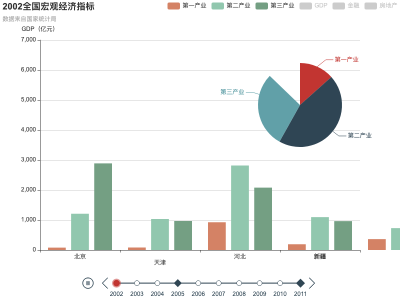 2002全国宏观经济指标
数据来自国家统计局
第一产业 第二产业 第三产业 GDP 金融 房地产
GDP（亿元）
7,000
6,000
5,000
4,000
3,000
2,000
1,000
0
第一产业
第三产业
第二产业
北京 天津 河北 新疆
2002 2003 2004 2005 2006 2007 2008 2009 2010 2011